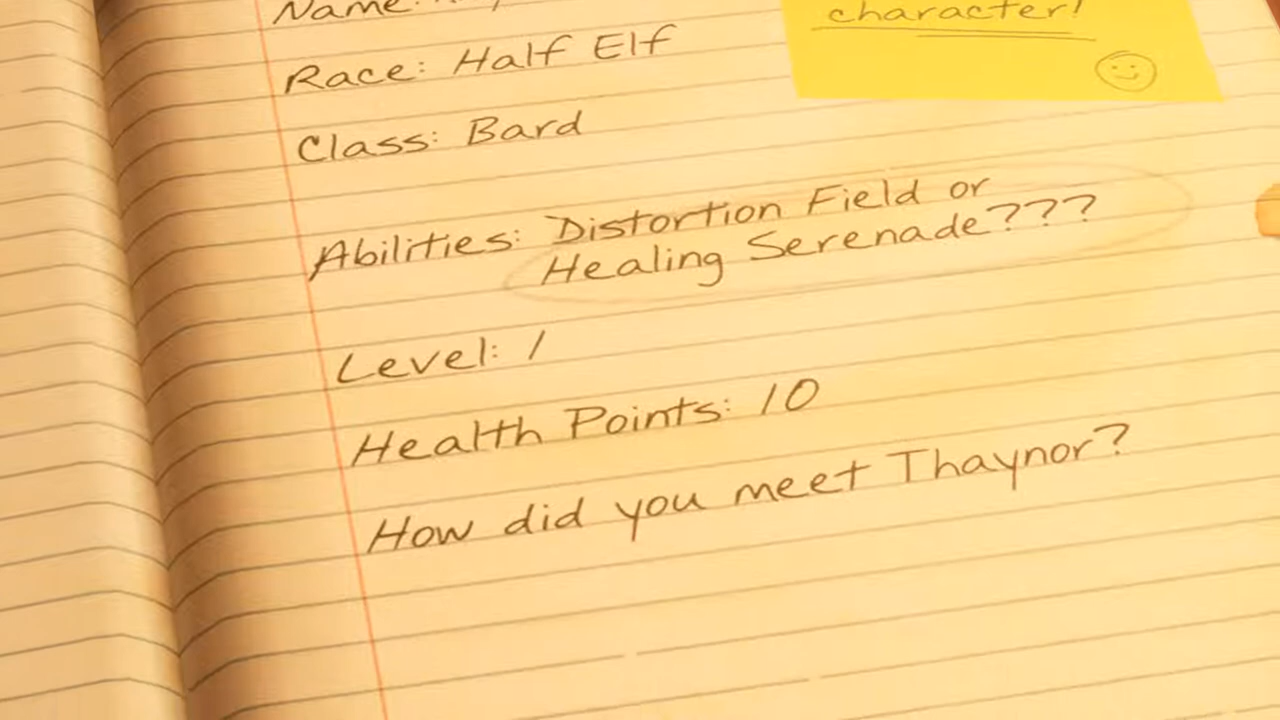 Name:
character!
Race: Half Elf
Class: Bard
Abilities: Distortion Field or
Healing Serenade???
Level: 1
Health Points: 10
How did you meet Thaynor?